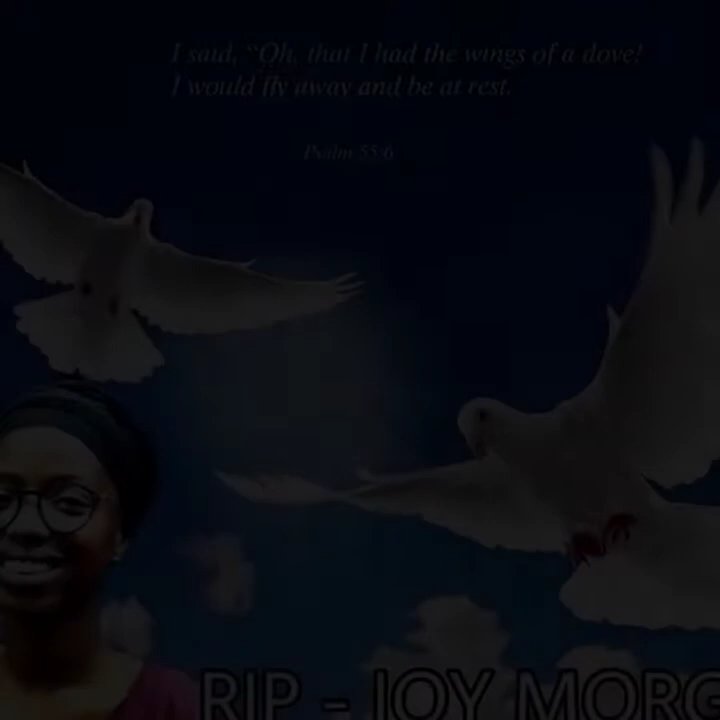 I said, “Oh, that I had the wings of a dove!
I would fly away and be at rest.
Psalm 55:6
RIP - JOY MORG